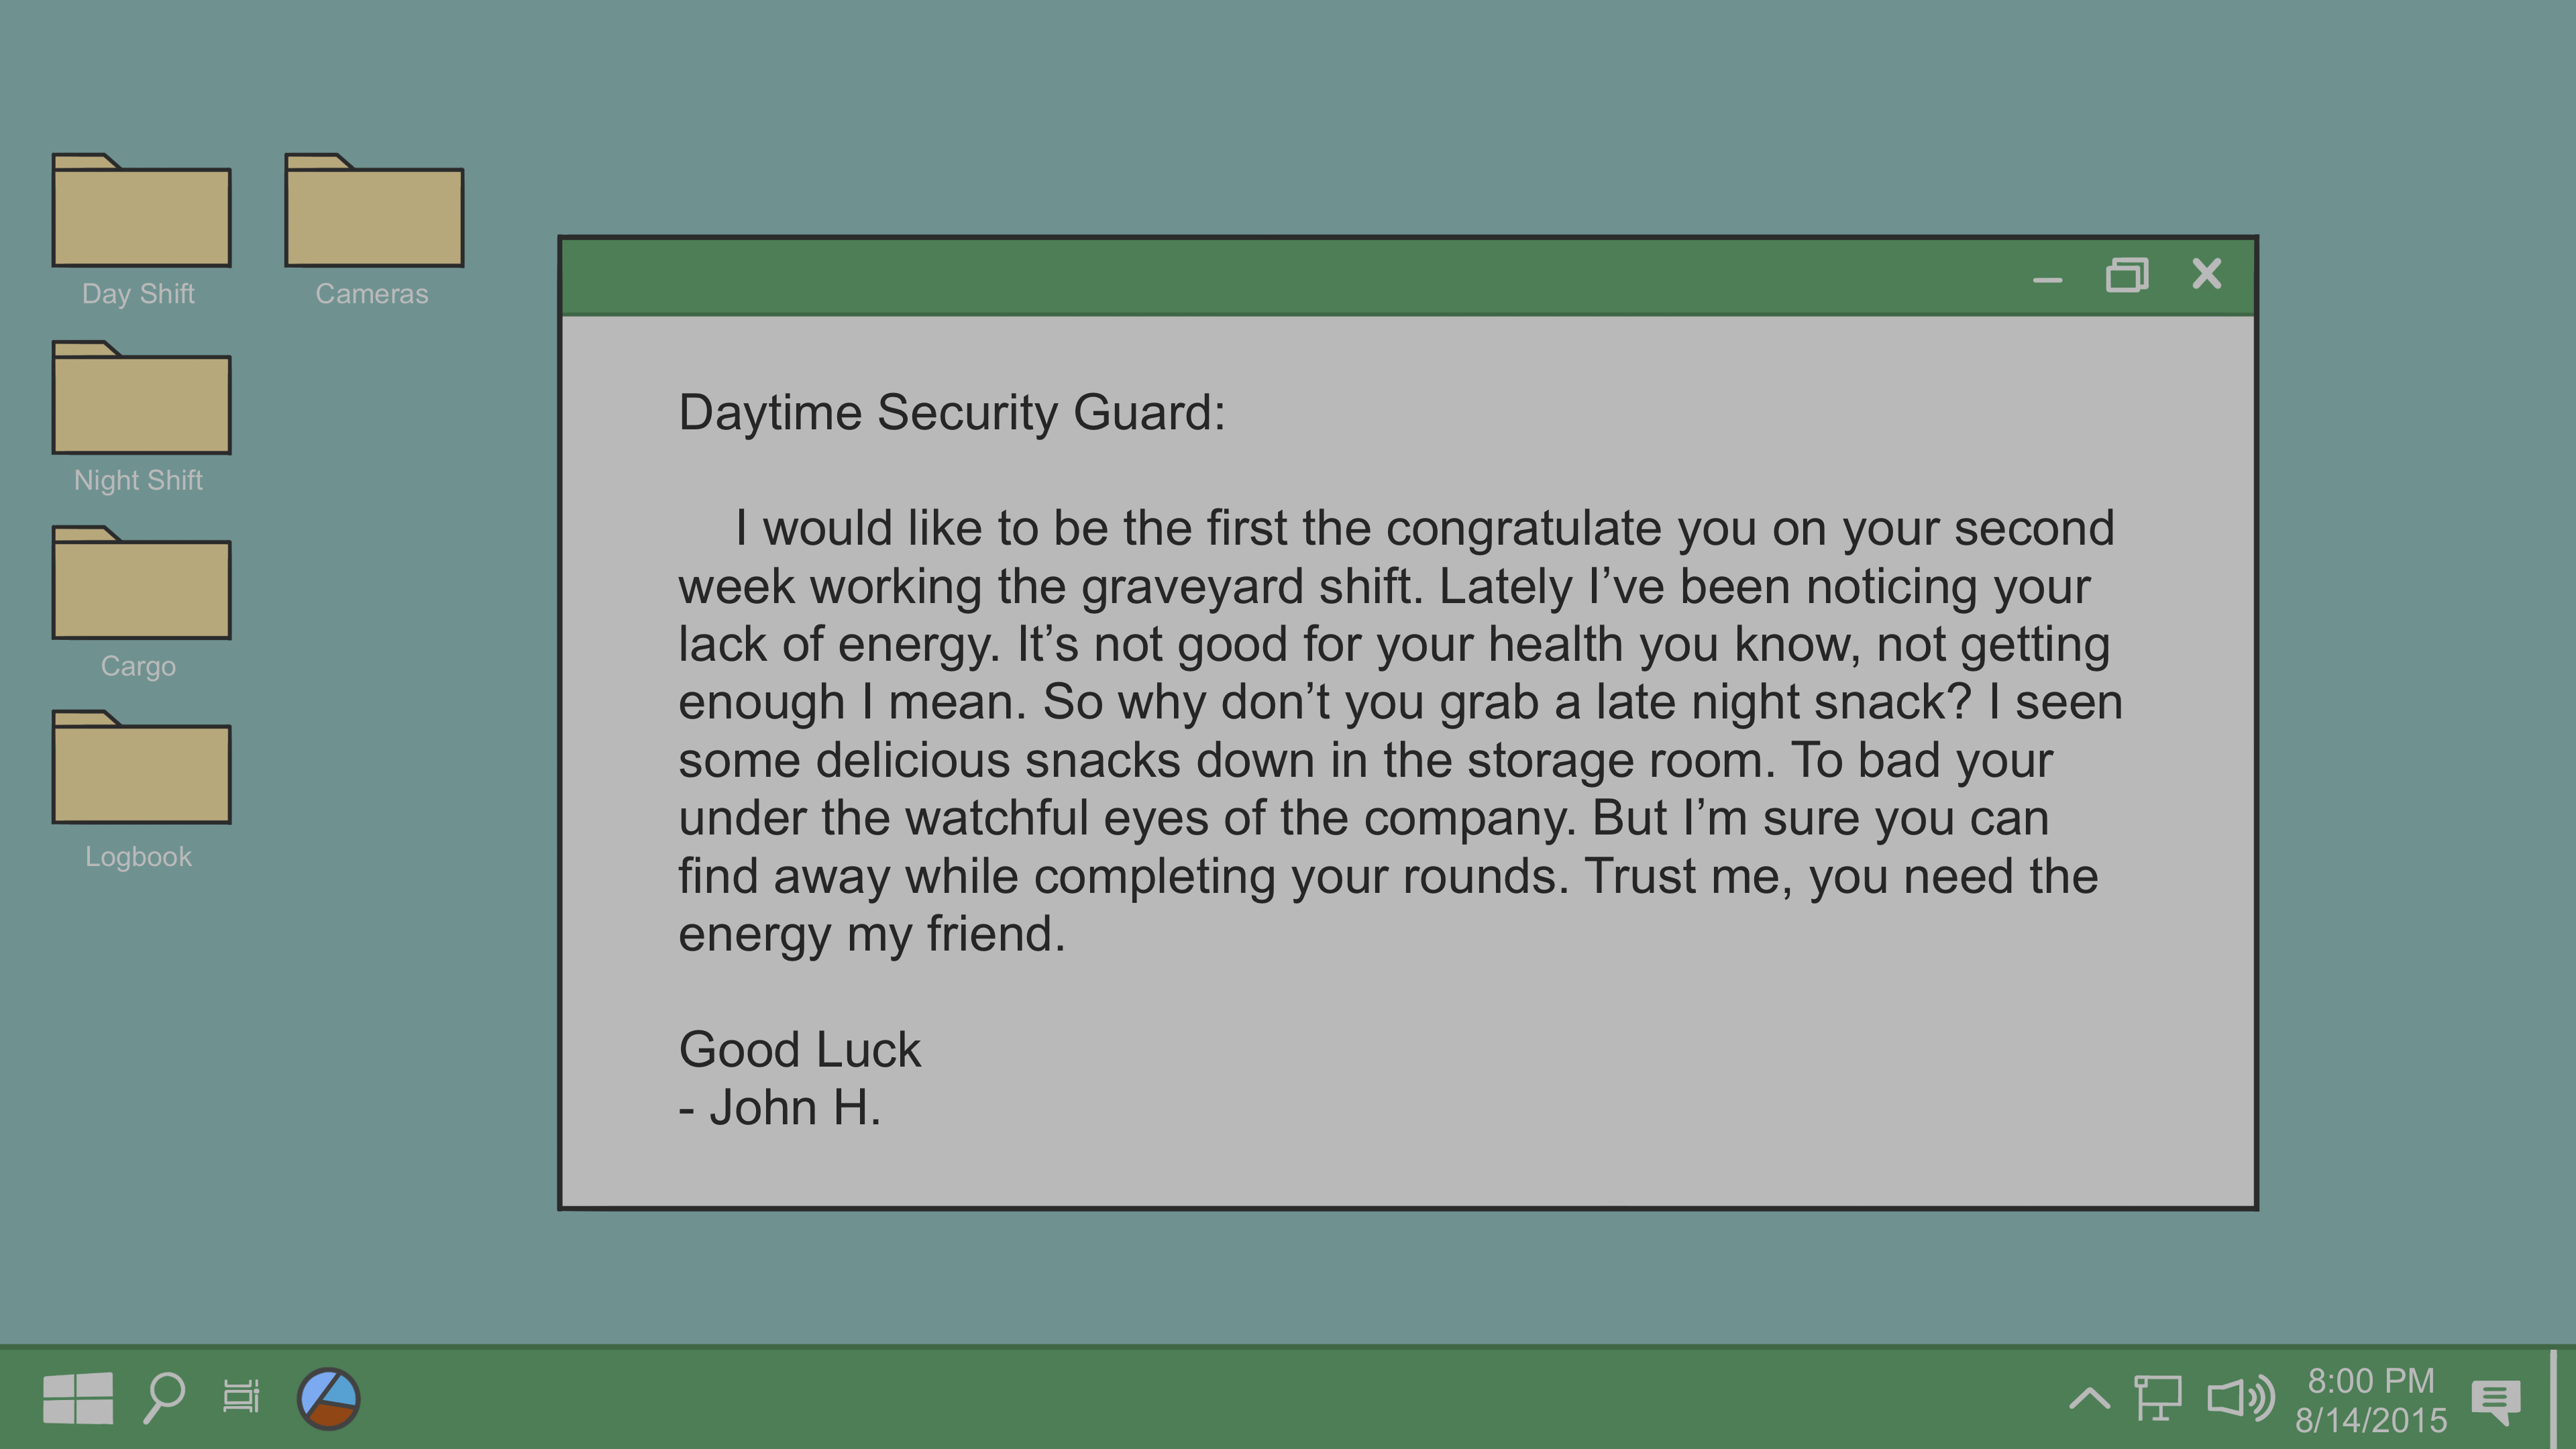 Day Shift
Cameras
Night Shift
Cargo
Logbook
Daytime Security Guard:
I would like to be the first the congratulate you on your second
week working the graveyard shift. Lately I’ve been noticing your
lack of energy. It’s not good for your health you know, not getting
enough I mean. So why don’t you grab a late night snack? I seen
some delicious snacks down in the storage room. To bad your
under the watchful eyes of the company. But I’m sure you can
find away while completing your rounds. Trust me, you need the
energy my friend.
Good Luck
- John H.
8:00 PM
8/14/2015